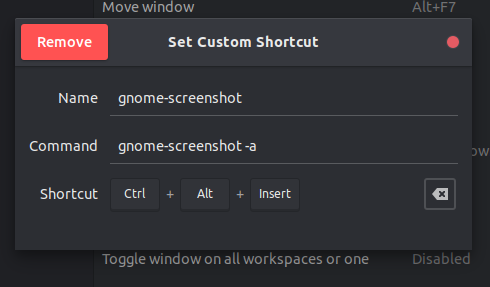 Move window Alt+F7
Remove Set Custom Shortcut
Name gnome-screenshot
Command gnome-screenshot -a
ow
Shortcut Ctrl + Alt + Insert
Toggle window on all workspaces or one Disabled